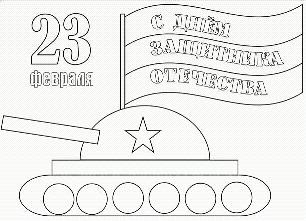 23
февраля
С ДНЁМ
ЗАЩИТНИКА
ОТЕЧЕСТВА